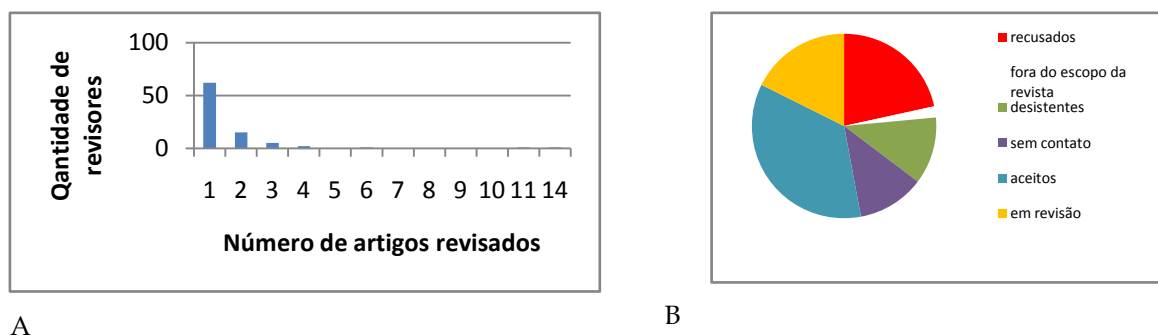 100
50
0
Qantidade de
revisores
1 2 3 4 5 6 7 8 9 10 11 14
Número de artigos revisados
A
recusados
fora do escopo da
revista
desistentes
sem contato
aceitos
em revisão
B